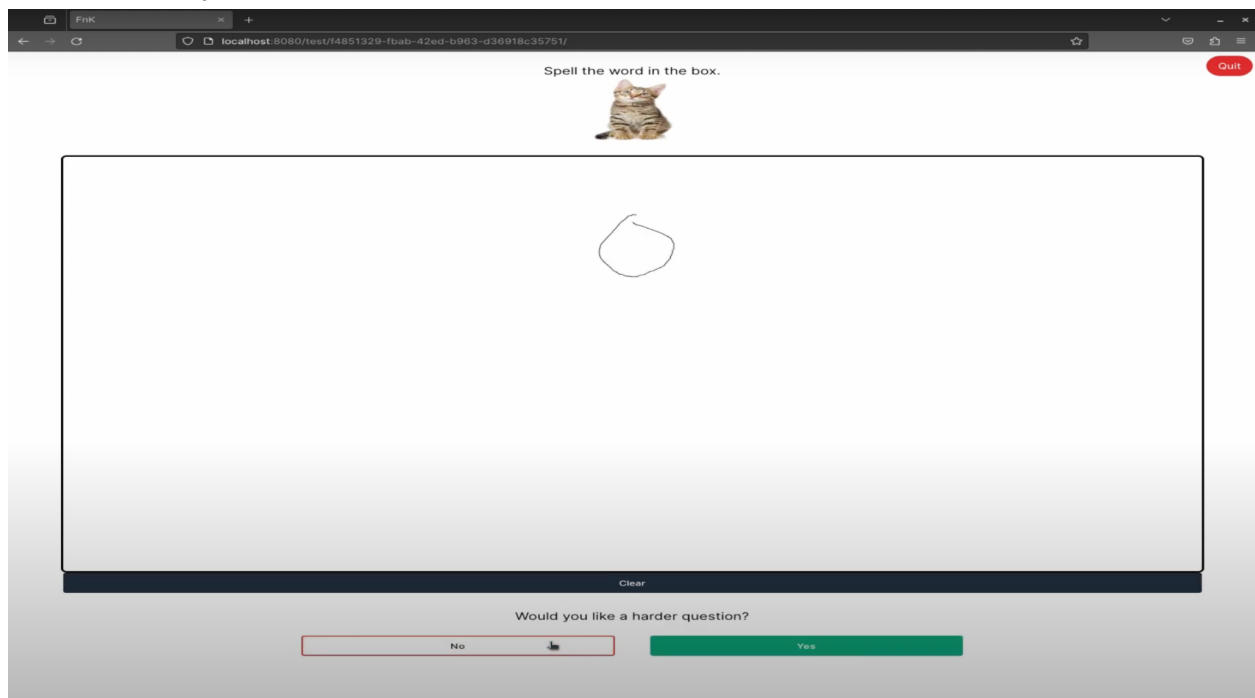 FnK
localhost:8080/test/f4851329-fbab-42ed-b963-d36918c35751/
Quit
Spell the word in the box.
Clear
Would you like a harder question?
No
Yes